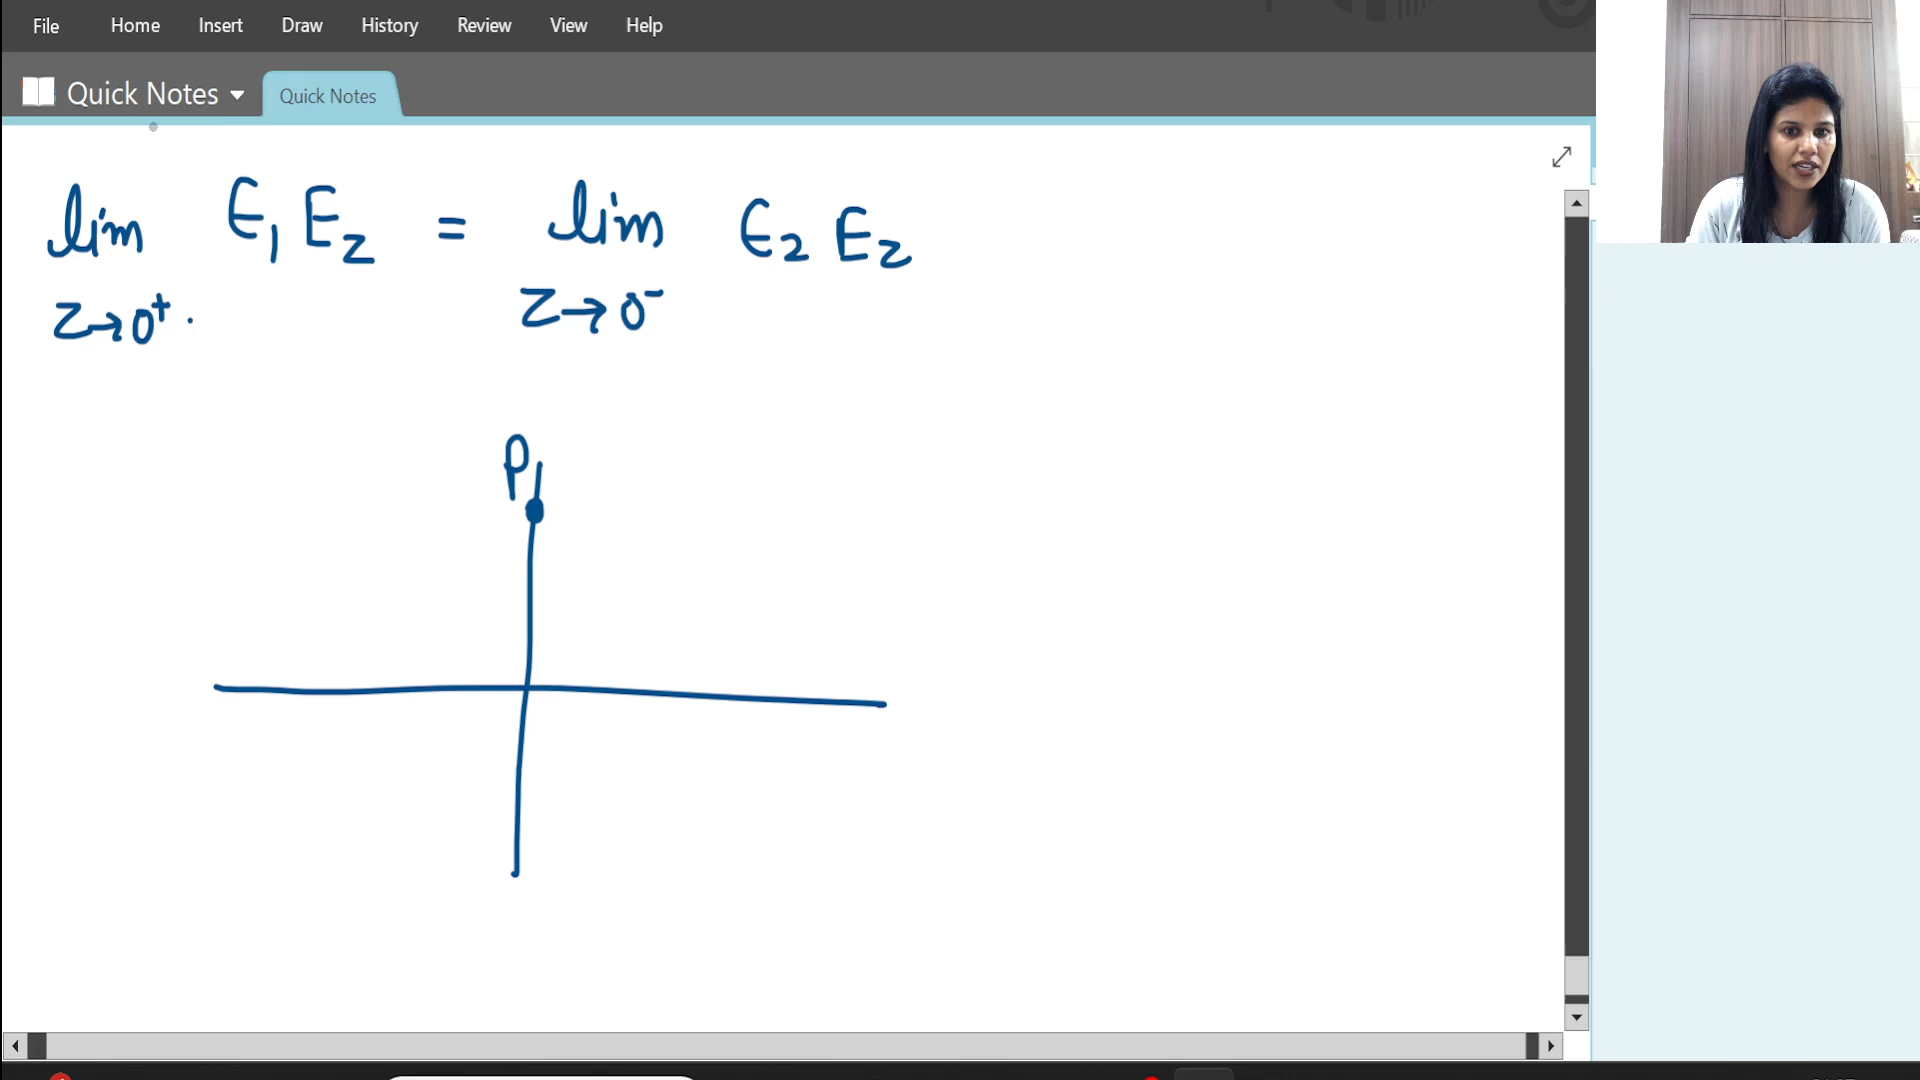 File Home Insert Draw History Review View Help
Quick Notes Quick Notes
lim ϵ₁ E_z = lim ϵ₂ E_z
z→0⁺ z→0⁻
P